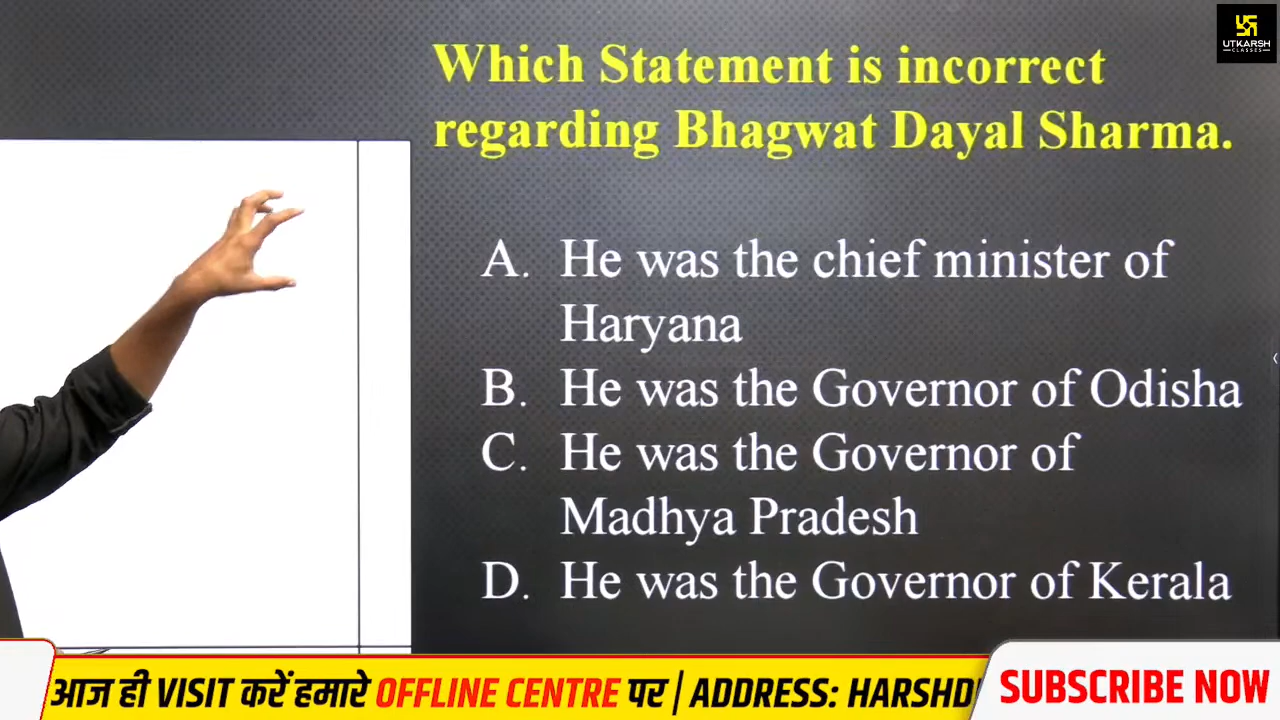 UTKARSH
CLASSES
Which Statement is incorrect
regarding Bhagwat Dayal Sharma.
A. He was the chief minister of
Haryana
B. He was the Governor of Odisha
C. He was the Governor of
Madhya Pradesh
D. He was the Governor of Kerala
आज ही VISIT करें हमारे OFFLINE CENTRE पर | ADDRESS: HARSHD
SUBSCRIBE NOW